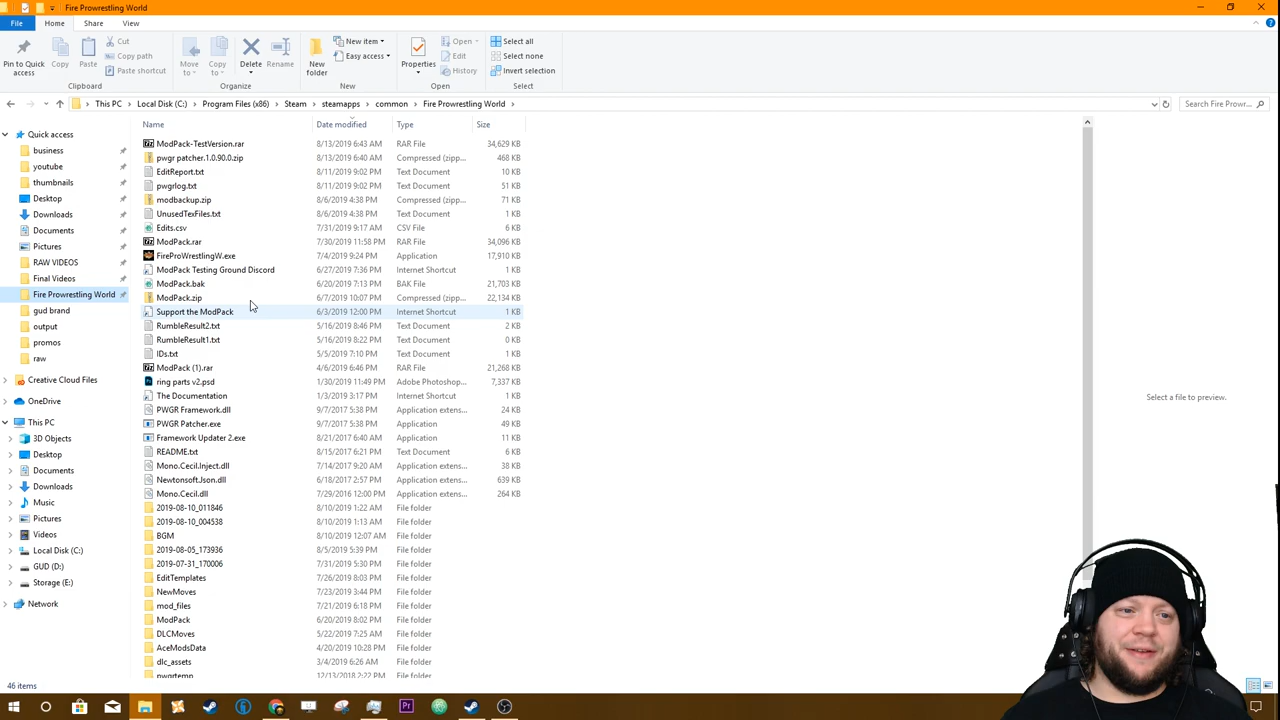 Fire Prowrestling World
File Home Share View
Pin to Quick access Copy Paste Cut Copy path Paste shortcut Move to Copy to Delete Rename New folder New item Easy access Properties Open Edit History Select all Select none Invert selection
Clipboard Organize New Open Select
This PC Local Disk (C:) Program Files (x86) Steam steamapps common Fire Prowrestling World Search Fire Prowr...
Name Date modified Type Size
ModPack-TestVersion.rar 8/13/2019 6:43 AM RAR File 34,629 KB
pwgr patcher.1.0.90.0.zip 8/13/2019 6:40 AM Compressed (zipp... 468 KB
EditReport.txt 8/11/2019 9:02 PM Text Document 10 KB
pwgrlog.txt 8/11/2019 9:02 PM Text Document 51 KB
modbackup.zip 8/6/2019 4:38 PM Compressed (zipp... 71 KB
UnusedTexFiles.txt 8/6/2019 4:38 PM Text Document 1 KB
Edits.csv 7/31/2019 9:17 AM CSV File 6 KB
ModPack.rar 7/30/2019 11:58 PM RAR File 34,096 KB
FireProWrestlingW.exe 7/4/2019 9:24 PM Application 17,910 KB
ModPack Testing Ground Discord 6/27/2019 7:36 PM Internet Shortcut 1 KB
ModPack.bak 6/20/2019 7:13 PM BAK File 21,703 KB
ModPack.zip 6/7/2019 10:07 PM Compressed (zipp... 22,134 KB
Support the ModPack 6/3/2019 12:00 PM Internet Shortcut 1 KB
RumbleResult2.txt 5/16/2019 8:46 PM Text Document 2 KB
RumbleResult1.txt 5/16/2019 8:22 PM Text Document 0 KB
IDs.txt 5/5/2019 7:10 PM Text Document 1 KB
ModPack (1).rar 4/6/2019 6:46 PM RAR File 21,268 KB
ring parts v2.psd 1/30/2019 11:49 PM Adobe Photoshop... 7,337 KB
The Documentation 1/3/2019 3:17 PM Internet Shortcut 1 KB
PWGR Framework.dll 9/7/2017 5:38 PM Application extens... 24 KB
PWGR Patcher.exe 9/7/2017 5:38 PM Application 49 KB
Framework Updater 2.exe 8/21/2017 6:40 AM Application 11 KB
README.txt 8/15/2017 6:21 PM Text Document 6 KB
Mono.Cecil.Inject.dll 7/14/2017 9:20 AM Application extens... 38 KB
Newtonsoft.Json.dll 6/18/2017 2:57 PM Application extens... 639 KB
Mono.Cecil.dll 7/29/2016 12:00 PM Application extens... 264 KB
2019-08-10_011846 8/10/2019 1:22 AM File folder
2019-08-10_004538 8/10/2019 1:13 AM File folder
BGM 8/10/2019 12:07 AM File folder
2019-08-05_173936 8/5/2019 5:39 PM File folder
2019-07-31_170006 7/31/2019 5:30 PM File folder
EditTemplates 7/26/2019 8:03 PM File folder
NewMoves 7/23/2019 3:44 PM File folder
mod_files 7/21/2019 6:18 PM File folder
ModPack 6/20/2019 8:02 PM File folder
DLCMoves 5/22/2019 7:25 AM File folder
AceModsData 4/20/2019 10:28 PM File folder
dlc_assets 3/4/2019 6:26 AM File folder
pwgrtemp 12/13/2018 2:22 PM File folder
Quick access
business
youtube
thumbnails
Desktop
Downloads
Documents
Pictures
RAW VIDEOS
Final Videos
Fire Prowrestling World
gud brand
output
promos
raw
Creative Cloud Files
OneDrive
This PC
3D Objects
Desktop
Documents
Downloads
Music
Pictures
Videos
Local Disk (C:)
GUD (D:)
Storage (E:)
Network
Select a file to preview.
46 items